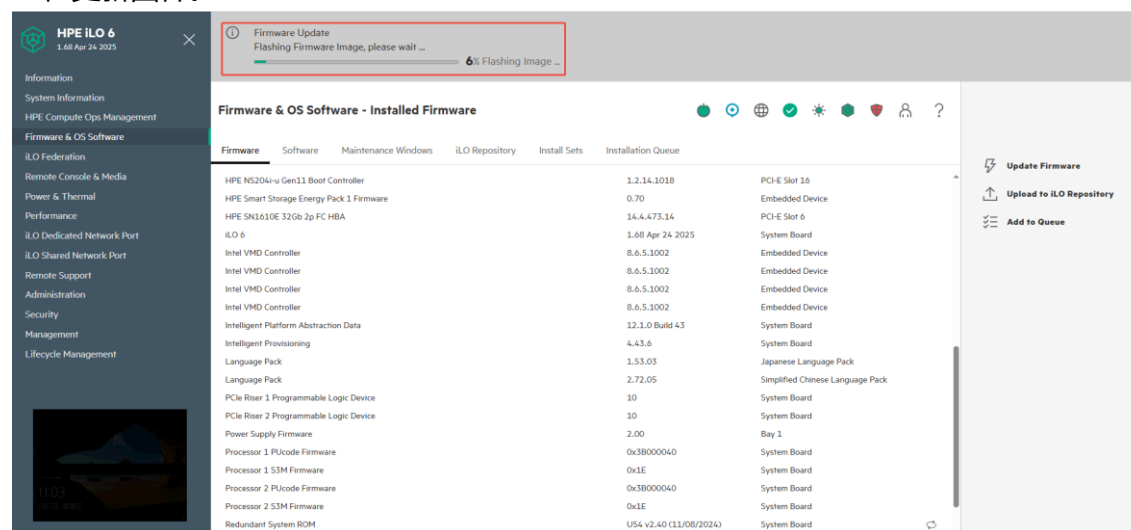 HPE iLO 6
1.68 Apr 24 2025
Information
System Information
HPE Compute Ops Management
Firmware & OS Software
iLO Federation
Remote Console & Media
Power & Thermal
Performance
iLO Dedicated Network Port
iLO Shared Network Port
Remote Support
Administration
Security
Management
Lifecycle Management
11:03
Firmware Update
Flashing Firmware Image, please wait ...
6% Flashing Image ...
Firmware & OS Software - Installed Firmware
?
Firmware Software Maintenance Windows iLO Repository Install Sets Installation Queue
HPE NS204i-u Gen11 Boot Controller 1.2.14.1018 PCI-E Slot 16
HPE Smart Storage Energy Pack 1 Firmware 0.70 Embedded Device
HPE SN1610E 32Gb 2p FC HBA 14.4.473.14 PCI-E Slot 6
iLO 6 1.68 Apr 24 2025 System Board
Intel VMD Controller 8.6.5.1002 Embedded Device
Intel VMD Controller 8.6.5.1002 Embedded Device
Intel VMD Controller 8.6.5.1002 Embedded Device
Intel VMD Controller 8.6.5.1002 Embedded Device
Intelligent Platform Abstraction Data 12.1.0 Build 43 System Board
Intelligent Provisioning 4.43.6 System Board
Language Pack 1.53.03 Japanese Language Pack
Language Pack 2.72.05 Simplified Chinese Language Pack
PCIe Riser 1 Programmable Logic Device 10 System Board
PCIe Riser 2 Programmable Logic Device 10 System Board
Power Supply Firmware 2.00 Bay 1
Processor 1 PUcode Firmware 0x3B000040 System Board
Processor 1 S3M Firmware 0x1E System Board
Processor 2 PUcode Firmware 0x3B000040 System Board
Processor 2 S3M Firmware 0x1E System Board
Redundant System ROM U54 v2.40 (11/08/2024) System Board
Update Firmware
Upload to iLO Repository
Add to Queue